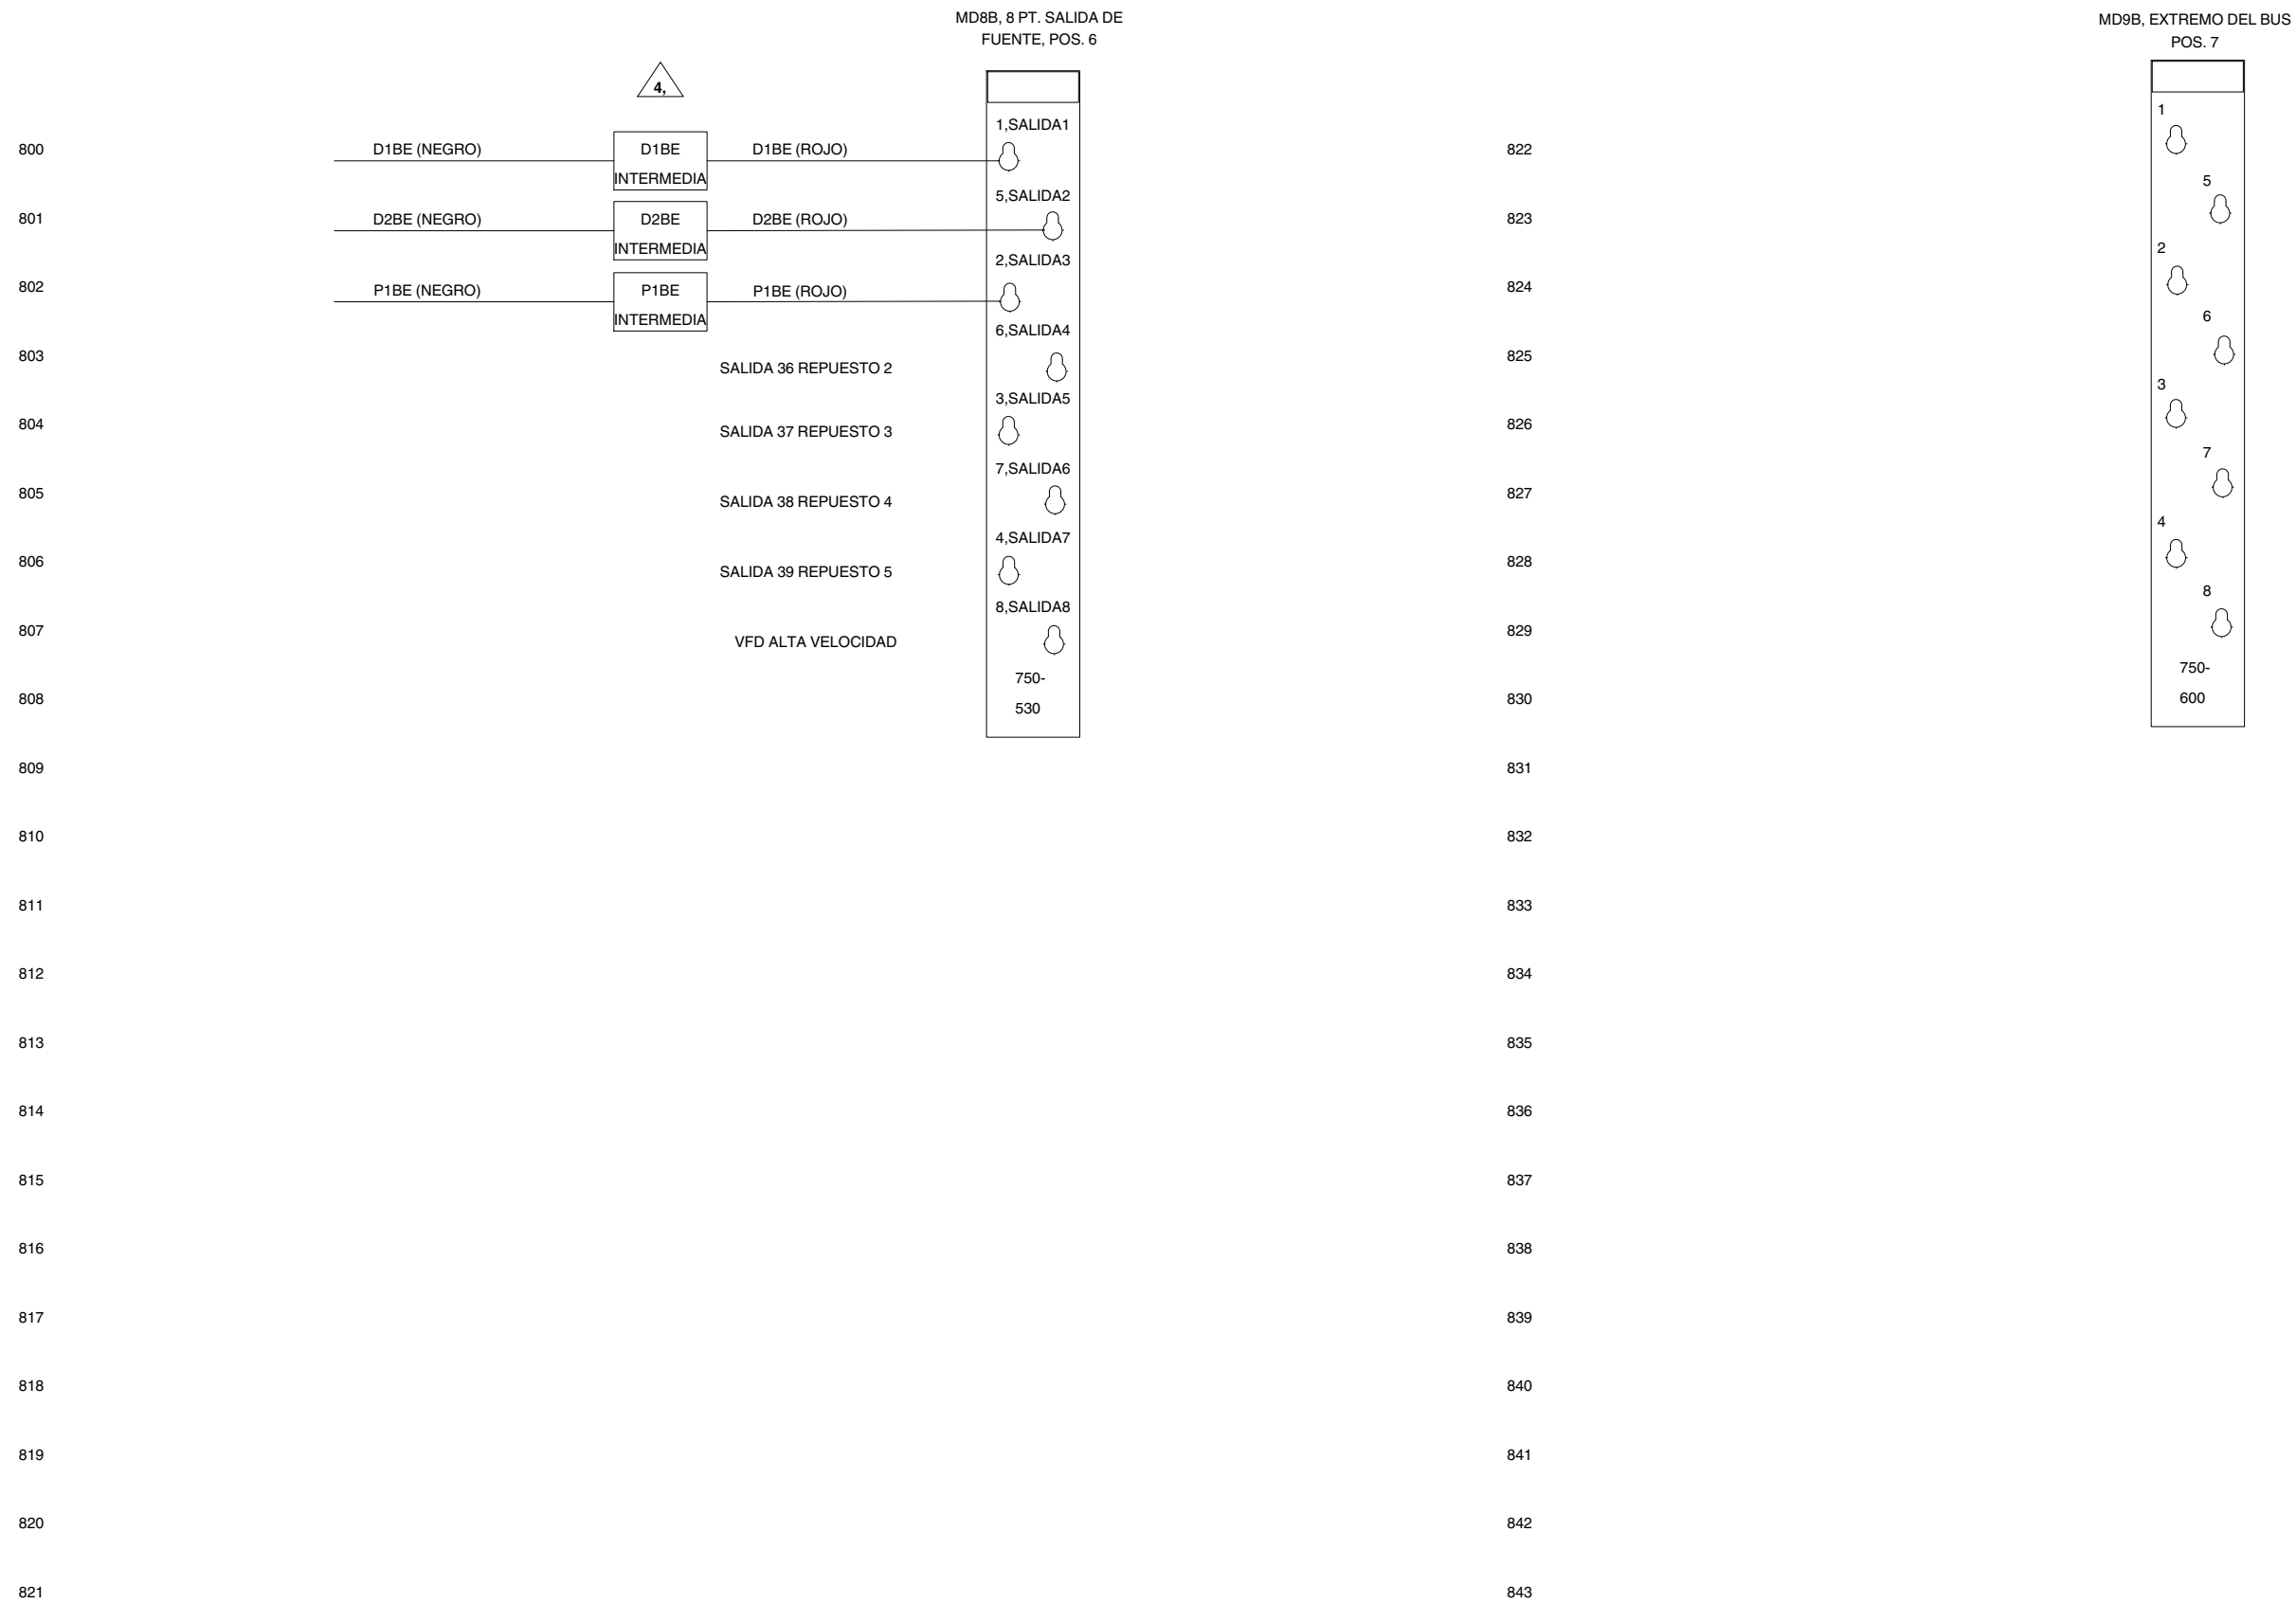 MD8B, 8 PT. SALIDA DE
FUENTE, POS. 6
4,
1,SALIDA1
800
D1BE (NEGRO)
D1BE
INTERMEDIA
D1BE (ROJO)
5,SALIDA2
801
D2BE (NEGRO)
D2BE
INTERMEDIA
D2BE (ROJO)
2,SALIDA3
802
P1BE (NEGRO)
P1BE
INTERMEDIA
P1BE (ROJO)
6,SALIDA4
803
SALIDA 36 REPUESTO 2
3,SALIDA5
804
SALIDA 37 REPUESTO 3
7,SALIDA6
805
SALIDA 38 REPUESTO 4
4,SALIDA7
806
SALIDA 39 REPUESTO 5
8,SALIDA8
807
VFD ALTA VELOCIDAD
750-
530
808
809
810
811
812
813
814
815
816
817
818
819
820
821
MD9B, EXTREMO DEL BUS
POS. 7
1
822
5
823
2
824
6
825
3
826
7
827
4
828
8
829
750-
600
830
831
832
833
834
835
836
837
838
839
840
841
842
843